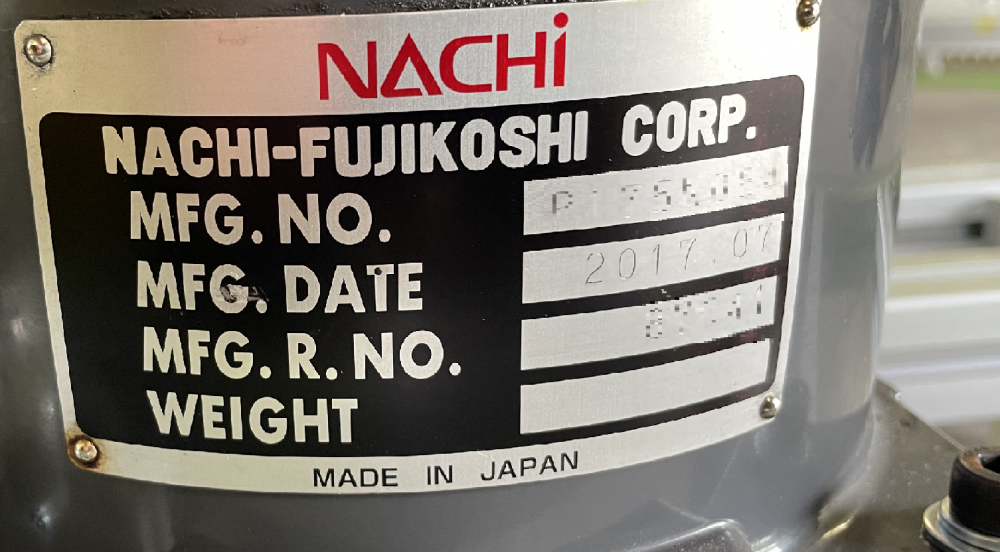 NACHi
NACHI-FUJIKOSHI CORP.
MFG. NO.
MFG. DATE 2017.07
MFG. R. NO.
WEIGHT
MADE IN JAPAN